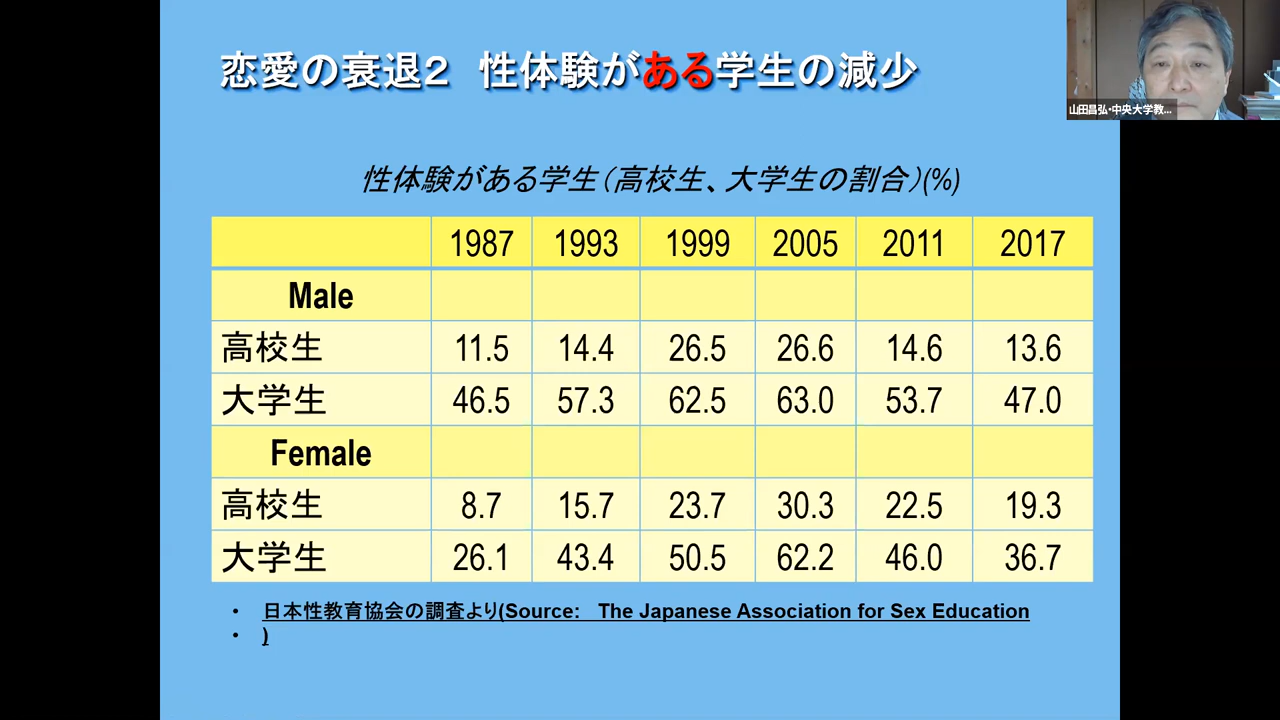 恋愛の衰退2　性体験がある学生の減少
山田昌弘・中央大学教...
性体験がある学生(高校生、大学生の割合)(%)
1987 1993 1999 2005 2011 2017
Male
高校生 11.5 14.4 26.5 26.6 14.6 13.6
大学生 46.5 57.3 62.5 63.0 53.7 47.0
Female
高校生 8.7 15.7 23.7 30.3 22.5 19.3
大学生 26.1 43.4 50.5 62.2 46.0 36.7
• 日本性教育協会の調査より(Source: The Japanese Association for Sex Education
• )